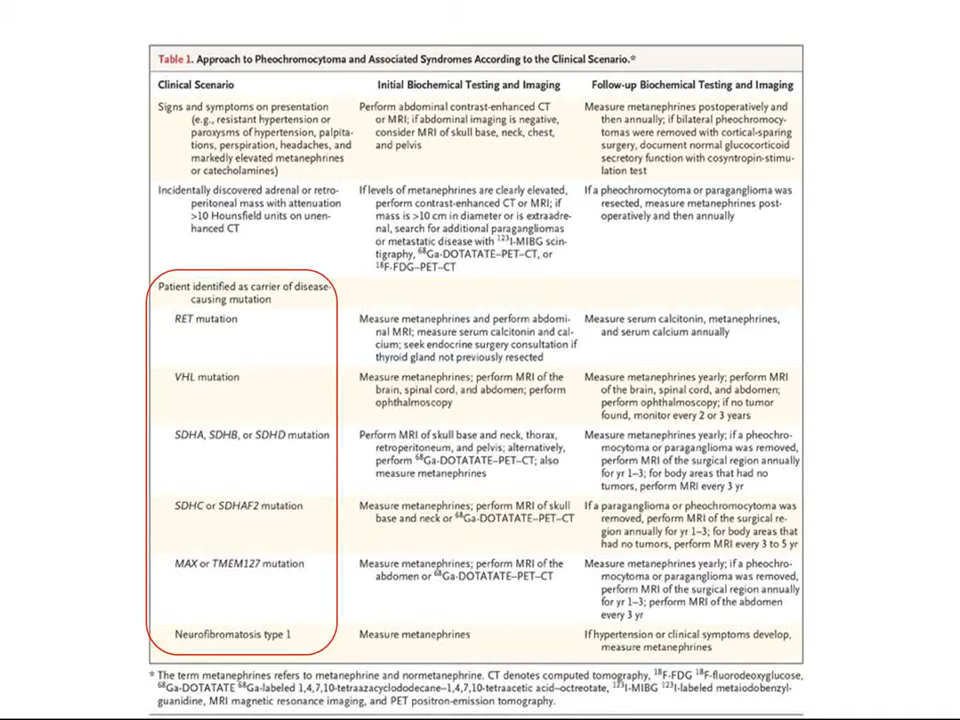 Table 1. Approach to Pheochromocytoma and Associated Syndromes According to the Clinical Scenario.*
Clinical Scenario
Initial Biochemical Testing and Imaging
Follow-up Biochemical Testing and Imaging
Signs and symptoms on presentation
(e.g., resistant hypertension or
paroxysms of hypertension, palpita-
tions, perspiration, headaches, and
markedly elevated metanephrines
or catecholamines)
Perform abdominal contrast-enhanced CT
or MRI; if abdominal imaging is negative,
consider MRI of skull base, neck, chest,
and pelvis
Measure metanephrines postoperatively and
then annually; if bilateral pheochromocy-
tomas were removed with cortical-sparing
surgery, document normal glucocorticoid
secretory function with cosyntropin-stimu-
lation test
Incidentally discovered adrenal or retro-
peritoneal mass with attenuation
>10 Hounsfield units on unen-
hanced CT
If levels of metanephrines are clearly elevated,
perform contrast-enhanced CT or MRI; if
mass is >10 cm in diameter or is extraadre-
nal, search for additional paragangliomas
or metastatic disease with ¹²³I-MIBG scin-
tigraphy, ⁶⁸Ga-DOTATATE–PET–CT, or
¹⁸F-FDG–PET–CT
If a pheochromocytoma or paraganglioma was
resected, measure metanephrines post-
operatively and then annually
Patient identified as carrier of disease-
causing mutation
RET mutation
Measure metanephrines and perform abdomi-
nal MRI; measure serum calcitonin and cal-
cium; seek endocrine surgery consultation if
thyroid gland not previously resected
Measure serum calcitonin, metanephrines,
and serum calcium annually
VHL mutation
Measure metanephrines; perform MRI of the
brain, spinal cord, and abdomen; perform
ophthalmoscopy
Measure metanephrines yearly; perform MRI
of the brain, spinal cord, and abdomen;
perform ophthalmoscopy; if no tumor
found, monitor every 2 or 3 years
SDHA, SDHB, or SDHD mutation
Perform MRI of skull base and neck, thorax,
retroperitoneum, and pelvis; alternatively,
perform ⁶⁸Ga-DOTATATE–PET–CT; also
measure metanephrines
Measure metanephrines yearly; if a pheochro-
mocytoma or paraganglioma was removed,
perform MRI of the surgical region annually
for yr 1–3; for body areas that had no
tumors, perform MRI every 3 yr
SDHC or SDHAF2 mutation
Measure metanephrines; perform MRI of skull
base and neck or ⁶⁸Ga-DOTATATE–PET–CT
If a paraganglioma or pheochromocytoma was
removed, perform MRI of the surgical re-
gion annually for yr 1–3; for body areas that
had no tumors, perform MRI every 3 to 5 yr
MAX or TMEM127 mutation
Measure metanephrines; perform MRI of the
abdomen or ⁶⁸Ga-DOTATATE–PET–CT
Measure metanephrines yearly; if a pheochro-
mocytoma or paraganglioma was removed,
perform MRI of the surgical region annually
for yr 1–3; perform MRI of the abdomen
every 3 yr
Neurofibromatosis type 1
Measure metanephrines
If hypertension or clinical symptoms develop,
measure metanephrines
* The term metanephrines refers to metanephrine and normetanephrine. CT denotes computed tomography, ¹⁸F-FDG ¹⁸F-fluorodeoxyglucose,
⁶⁸Ga-DOTATATE ⁶⁸Ga-labeled 1,4,7,10-tetraazacyclododecane–1,4,7,10-tetraacetic acid–octreotate, ¹²³I-MIBG ¹²³I-labeled metaiodobenzyl-
guanidine, MRI magnetic resonance imaging, and PET positron-emission tomography.